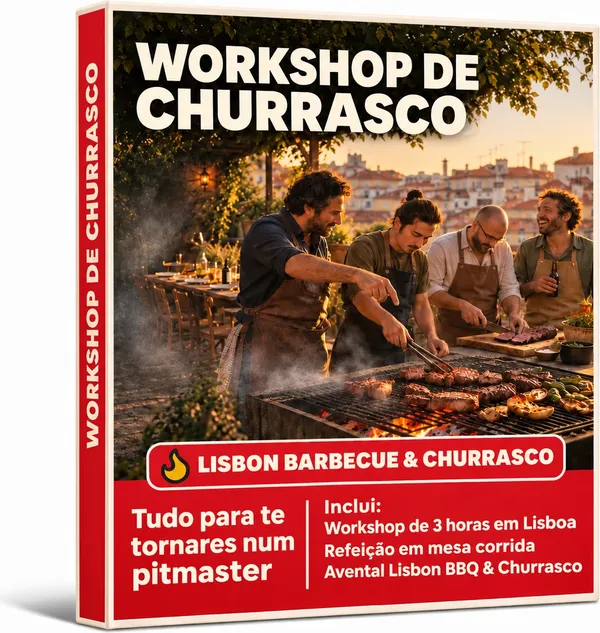 WORKSHOP DE CHURRASCO
WORKSHOP DE
CHURRASCO
LISBON BARBECUE & CHURRASCO
Tudo para te
tornares num
pitmaster
Inclui:
Workshop de 3 horas em Lisboa
Refeição em mesa corrida
Avental Lisbon BBQ & Churrasco